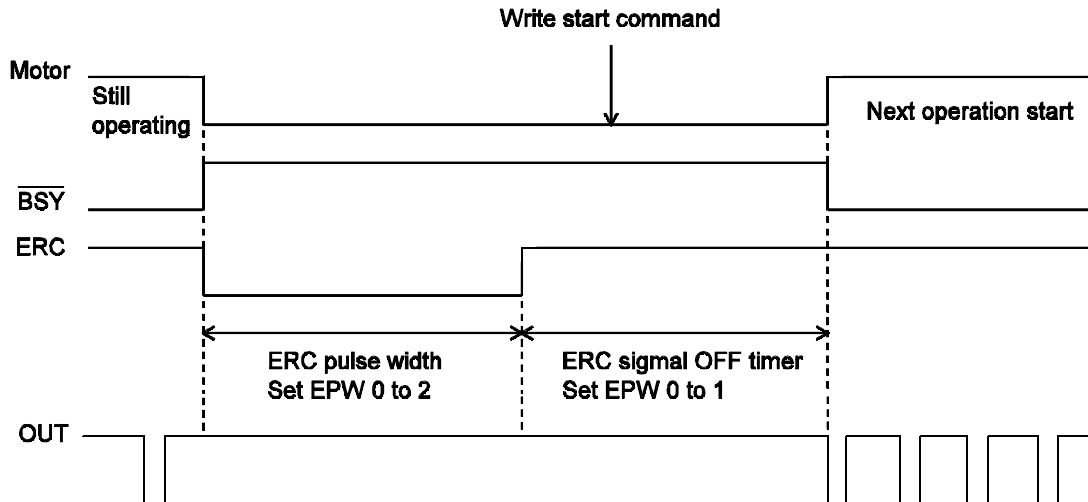 Write start command
Motor
Still
operating
Next operation start
BSY
ERC
ERC pulse width
Set EPW 0 to 2
ERC sigmal OFF timer
Set EPW 0 to 1
OUT